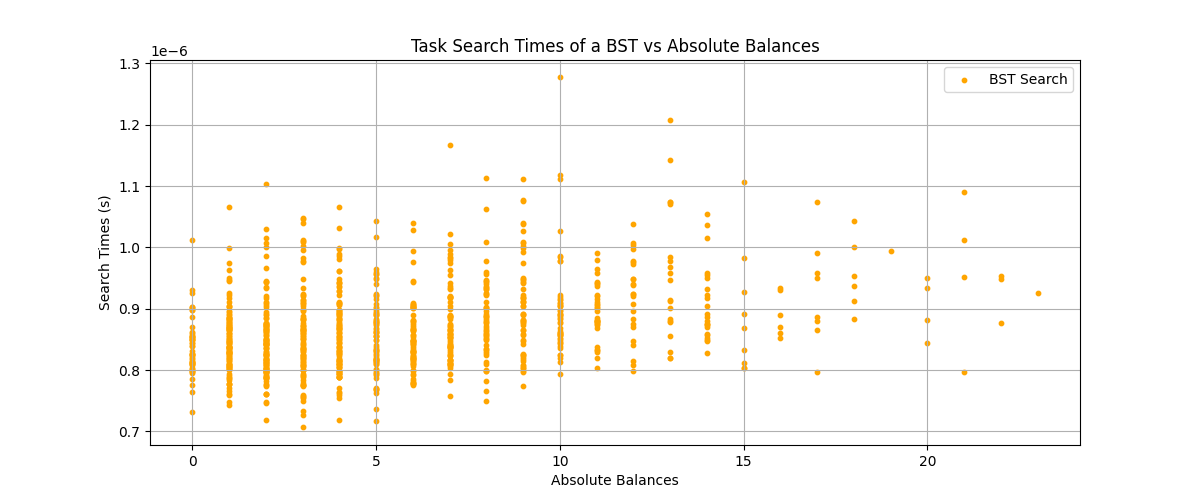 Task Search Times of a BST vs Absolute Balances
1e−6
1.3
1.2
1.1
1.0
0.9
0.8
0.7
Search Times (s)
BST Search
0 5 10 15 20
Absolute Balances